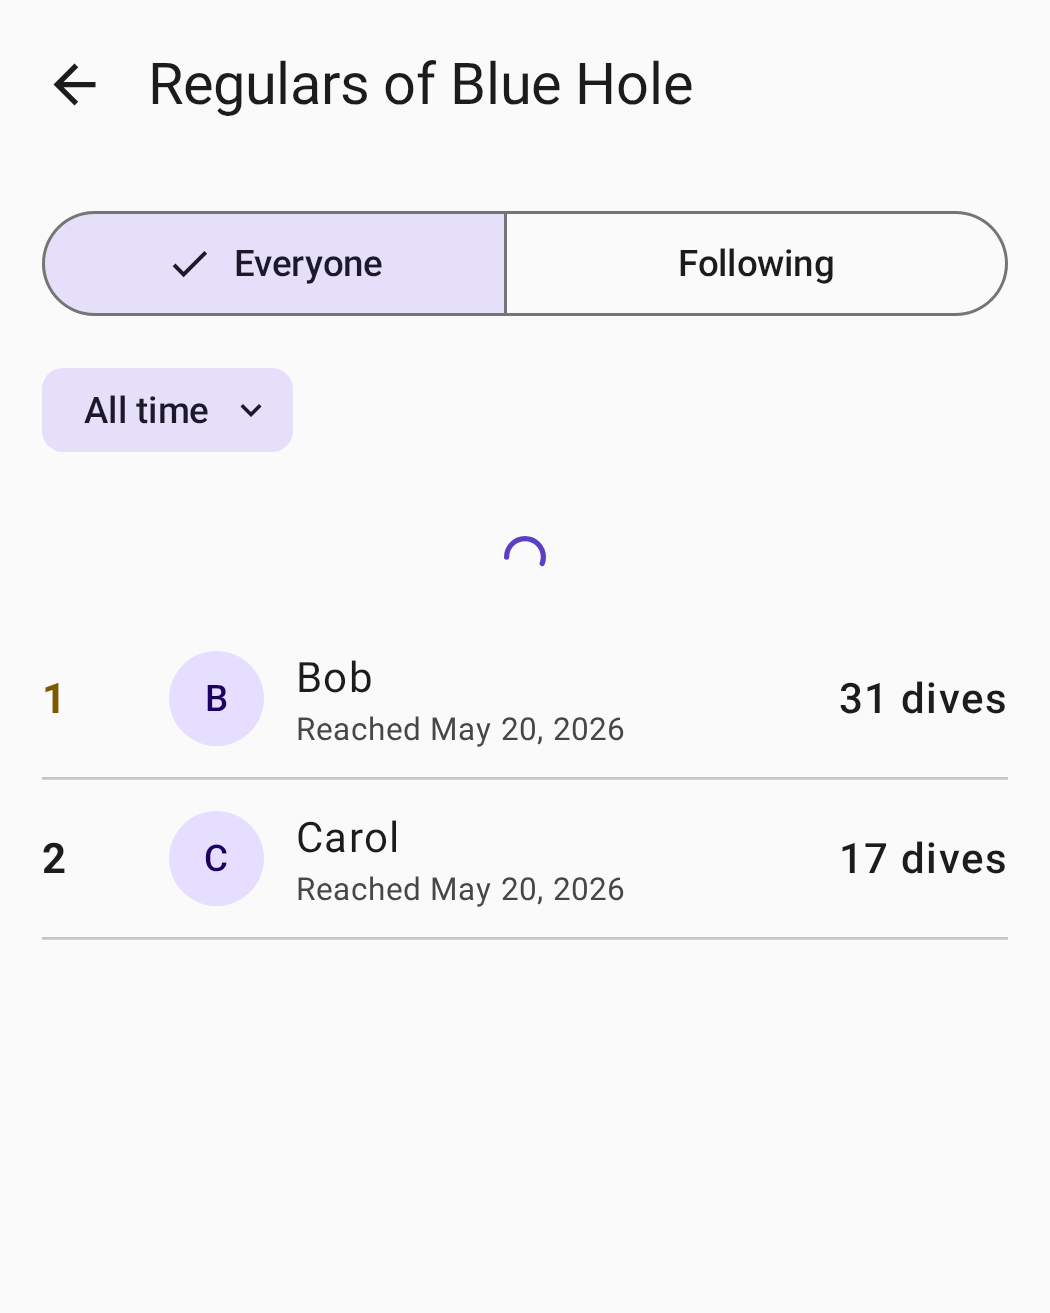 Regulars of Blue Hole
Everyone
Following
All time
1
B
Bob
Reached May 20, 2026
31 dives
2
C
Carol
Reached May 20, 2026
17 dives